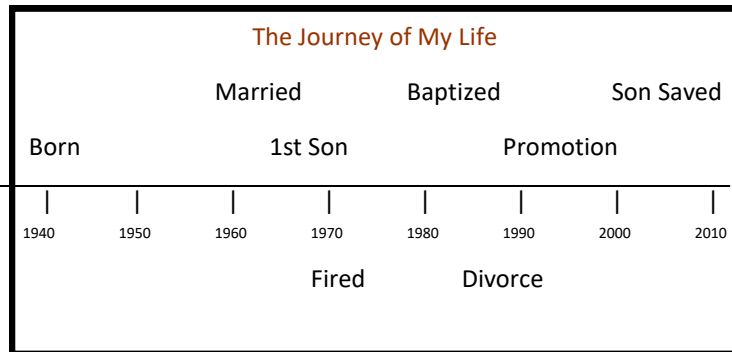 The Journey of My Life
Married Baptized Son Saved
Born 1st Son Promotion
1940 1950 1960 1970 1980 1990 2000 2010
Fired Divorce